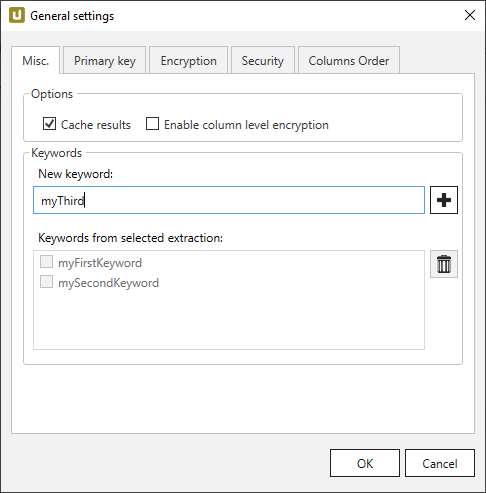 General settings
Misc. Primary key Encryption Security Columns Order
Options
Cache results Enable column level encryption
Keywords
New keyword:
myThird
Keywords from selected extraction:
myFirstKeyword
mySecondKeyword
OK Cancel